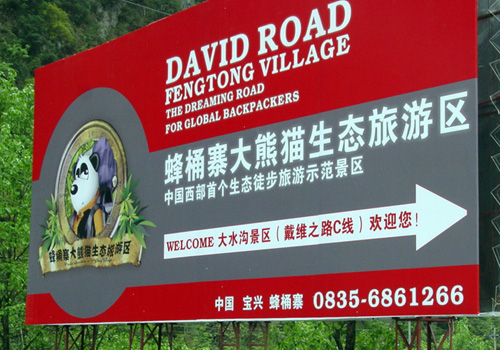 DAVID ROAD
FENGTONG VILLAGE
THE DREAMING ROAD
FOR GLOBAL BACKPACKERS
蜂桶寨大熊猫生态旅游区
中国西部首个生态徒步旅游示范景区
WELCOME 大水沟景区（戴维之路C线）欢迎您!
蜂桶寨大熊猫生态旅游区
中国 宝兴 蜂桶寨 0835-6861266